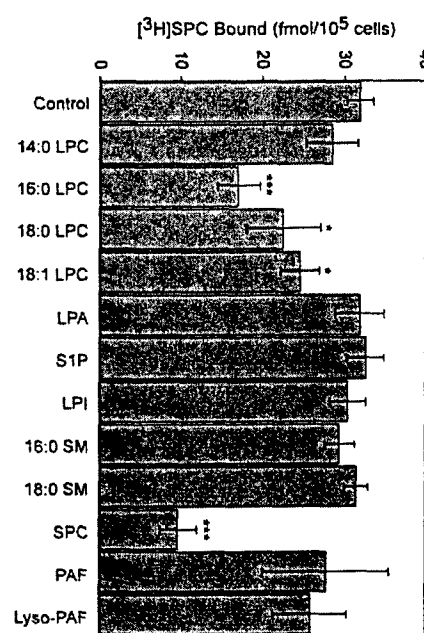 [³H]SPC Bound (fmol/10⁵ cells)
0 10 20 30
Control
14:0 LPC
16:0 LPC ***
18:0 LPC *
18:1 LPC *
LPA
S1P
LPI
16:0 SM
18:0 SM
SPC ***
PAF
Lyso-PAF